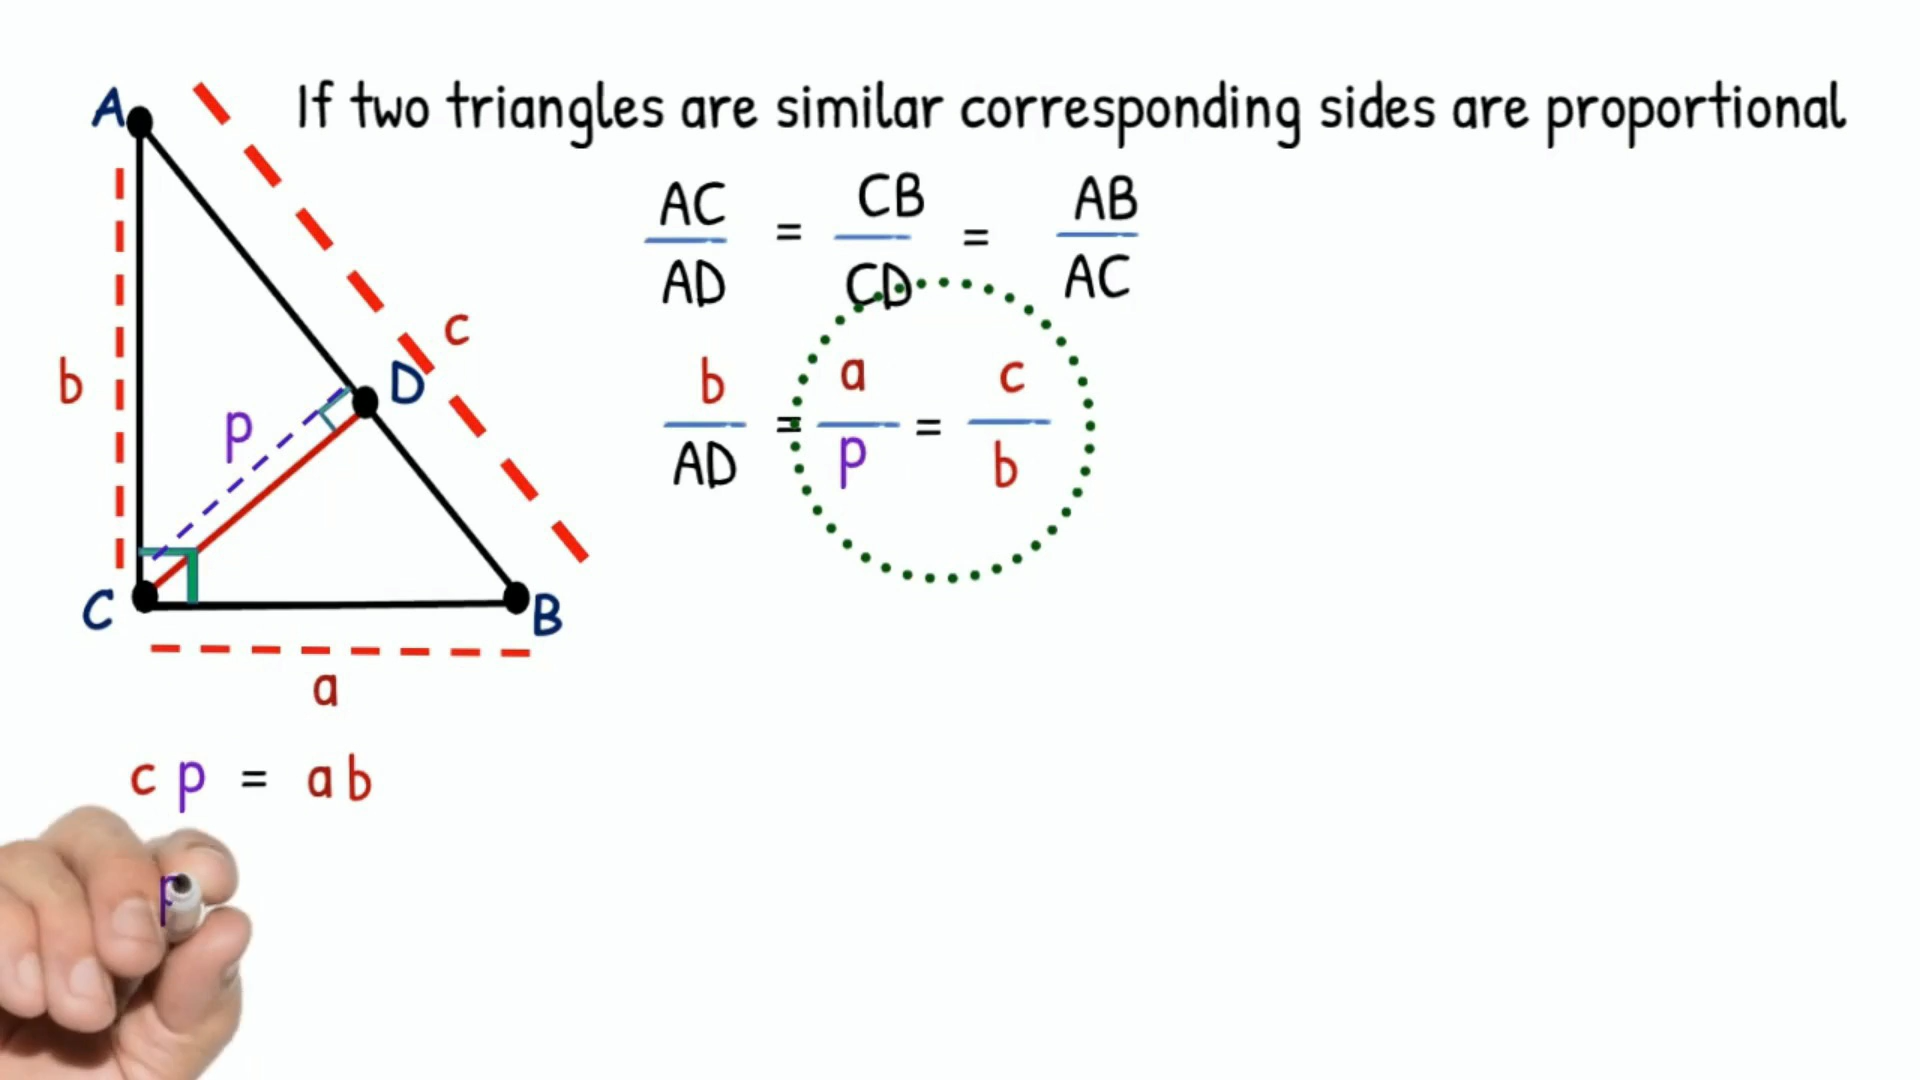 If two triangles are similar corresponding sides are proportional
A
AC = CB = AB
AD CD AC
c
D
b
p
b = a = c
AD p b
C
B
a
c p = a b
p